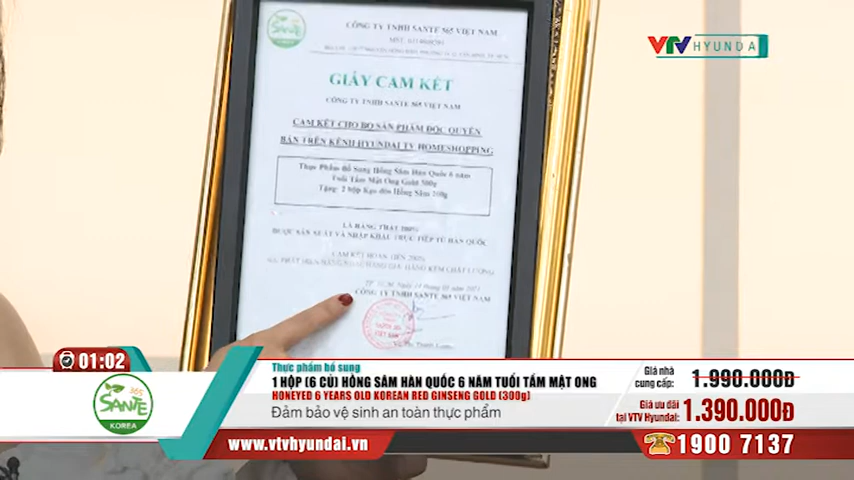 SANTE
CÔNG TY TNHH SANTE 365 VIỆT NAM
VTV HYUNDAI
GIẤY CAM KẾT
CÔNG TY TNHH SANTE 365 VIỆT NAM
CAM KẾT CHO BỘ SẢN PHẨM ĐỘC QUYỀN
BÁN TRÊN KÊNH HYUNDAI TV HOMESHOPPING
Thực Phẩm Bổ Sung Hồng Sâm Hàn Quốc 6 năm
Tuổi Tẩm Mật Ong Gold 300g
Tặng: 2 hộp Kẹo dẻo Hồng Sâm
LÀ HÀNG THẬT 100%
ĐƯỢC SẢN XUẤT VÀ NHẬP KHẨU TRỰC TIẾP TỪ HÀN QUỐC
CAM KẾT HOÀN TIỀN 200%
CÔNG TY TNHH SANTE 365 VIỆT NAM
01:02
365
SANTE
KOREA
Thực phẩm bổ sung
1 HỘP (6 CỦ) HỒNG SÂM HÀN QUỐC 6 NĂM TUỔI TẨM MẬT ONG
HONEYED 6 YEARS OLD KOREAN RED GINSENG GOLD (300g)
Đảm bảo vệ sinh an toàn thực phẩm
Giá nhà
cung cấp:
1.990.000Đ
Giá ưu đãi
tại VTV Hyundai:
1.390.000Đ
www.vtvhyundai.vn
1900 7137